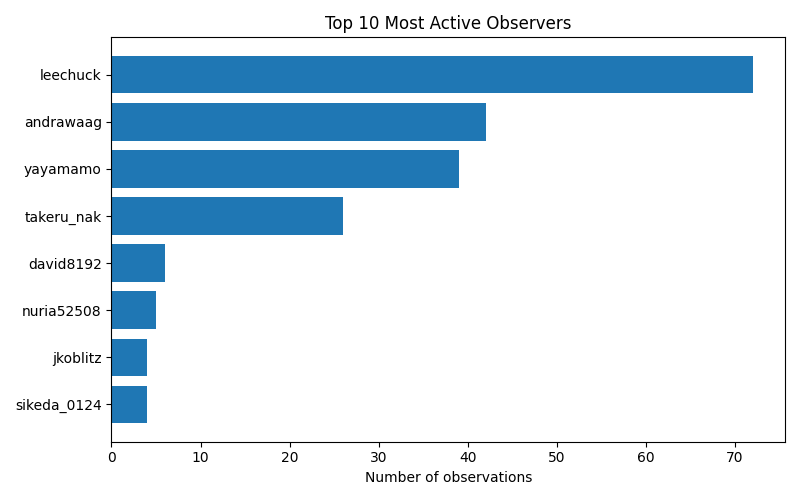 Top 10 Most Active Observers
leechuck
andrawaag
yayamamo
takeru_nak
david8192
nuria52508
jkoblitz
sikeda_0124
0 10 20 30 40 50 60 70
Number of observations